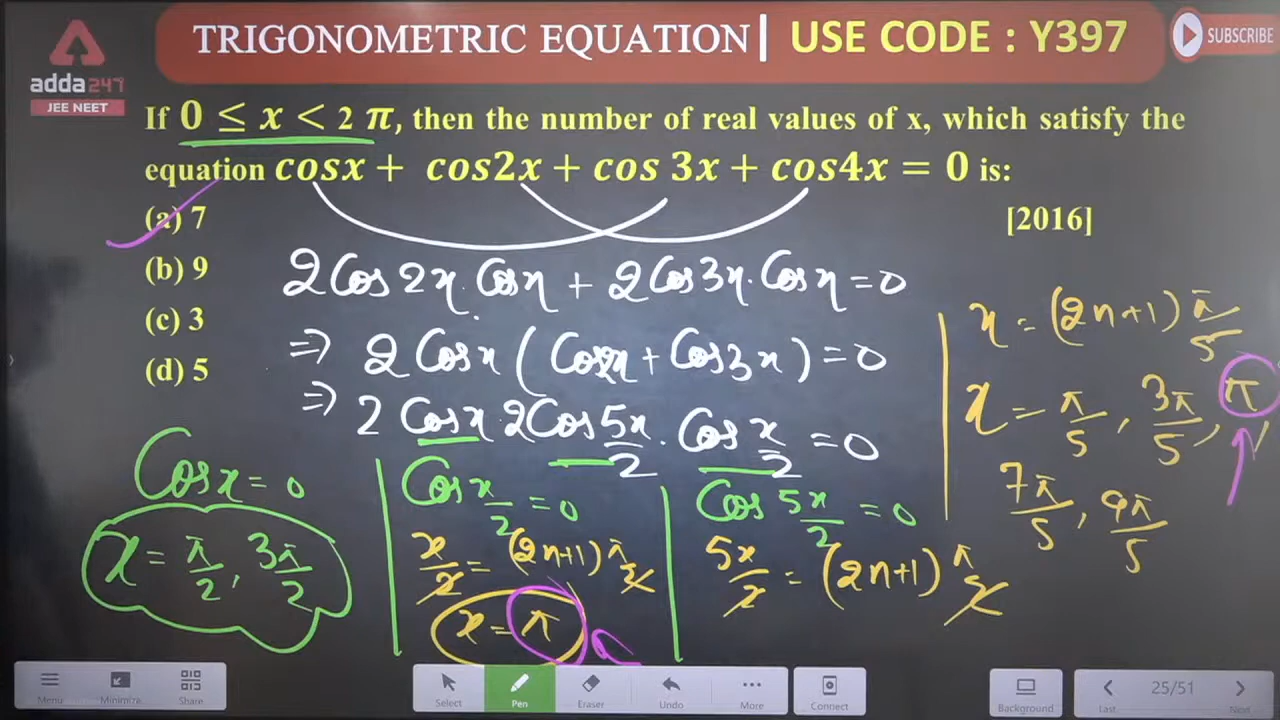 TRIGONOMETRIC EQUATION| USE CODE : Y397
SUBSCRIBE
adda247
JEE NEET
If 0 ≤ x < 2 π, then the number of real values of x, which satisfy the
equation cosx + cos2x + cos 3x + cos4x = 0 is:
(a) 7
[2016]
(b) 9
(c) 3
(d) 5
2Cos2x·Cosx + 2Cos3x·Cosx = 0
⇒ 2Cosx (Cos2x + Cos3x) = 0
⇒ 2 Cosx 2Cos 5x/2 · Cos x/2 = 0
Cosx = 0
x = π/2, 3π/2
Cos x/2 = 0
x/2 = (2n+1) π/2
x = π
Cos 5x/2 = 0
5x/2 = (2n+1) π/2
x = (2n+1) π/5
x = π/5, 3π/5, π,
7π/5, 9π/5
Menu
Minimize
Share
Select
Pen
Eraser
Undo
More
Connect
Background
Last
25/51
Next